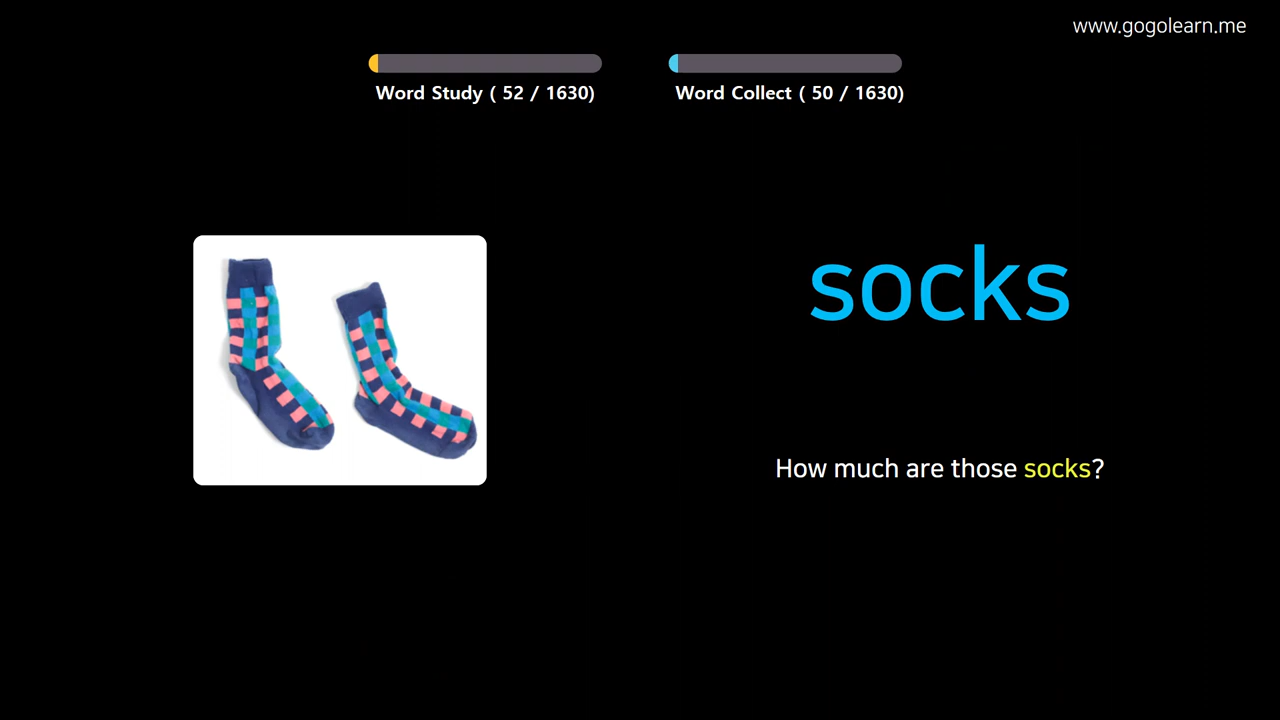 www.gogolearn.me
Word Study ( 52 / 1630)
Word Collect ( 50 / 1630)
socks
How much are those socks?